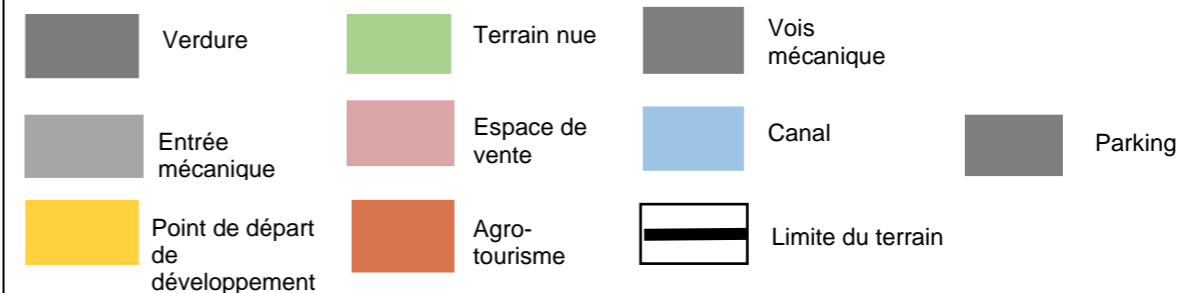 Verdure
Terrain nue
Vois
mécanique
Entrée
mécanique
Espace de
vente
Canal
Parking
Point de départ
de
développement
Agro-
tourisme
Limite du terrain